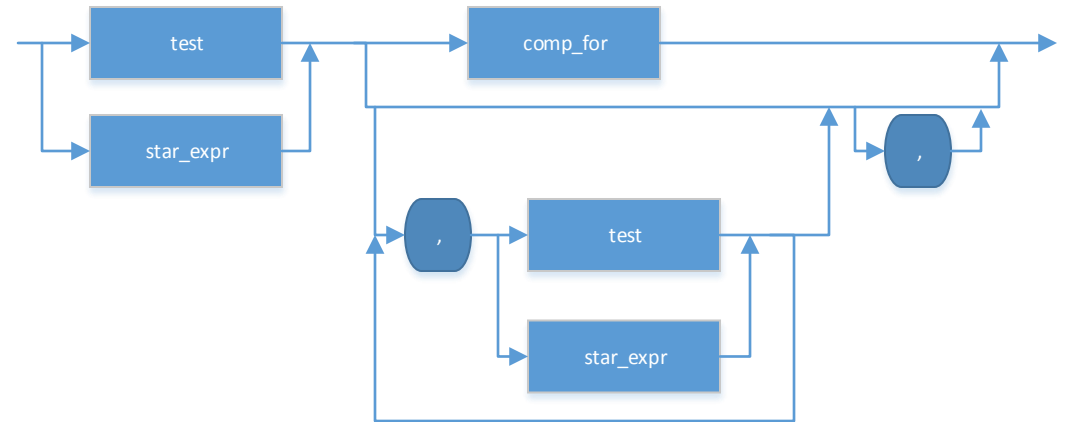 test
comp_for
star_expr
,
,
test
star_expr